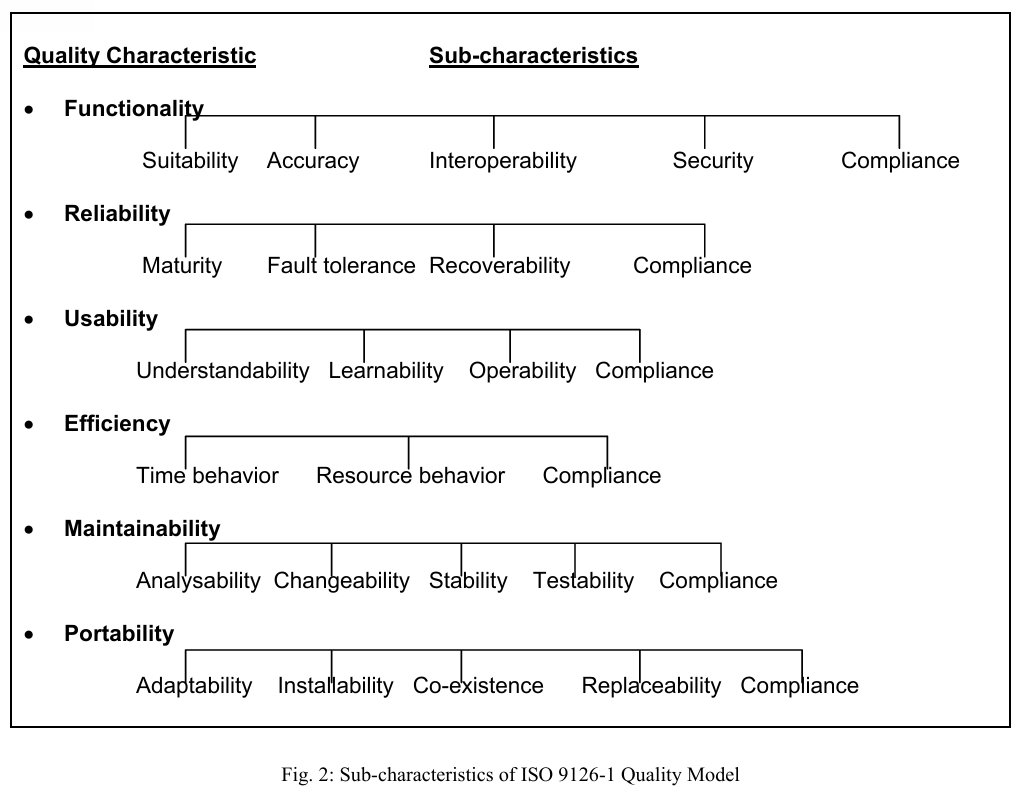 Quality Characteristic Sub-characteristics
• Functionality
Suitability Accuracy Interoperability Security Compliance
• Reliability
Maturity Fault tolerance Recoverability Compliance
• Usability
Understandability Learnability Operability Compliance
• Efficiency
Time behavior Resource behavior Compliance
• Maintainability
Analysability Changeability Stability Testability Compliance
• Portability
Adaptability Installability Co-existence Replaceability Compliance
Fig. 2: Sub-characteristics of ISO 9126-1 Quality Model